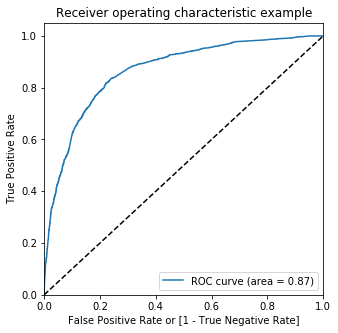 Receiver operating characteristic example
True Positive Rate
1.0
0.8
0.6
0.4
0.2
0.0
ROC curve (area = 0.87)
0.0 0.2 0.4 0.6 0.8 1.0
False Positive Rate or [1 - True Negative Rate]